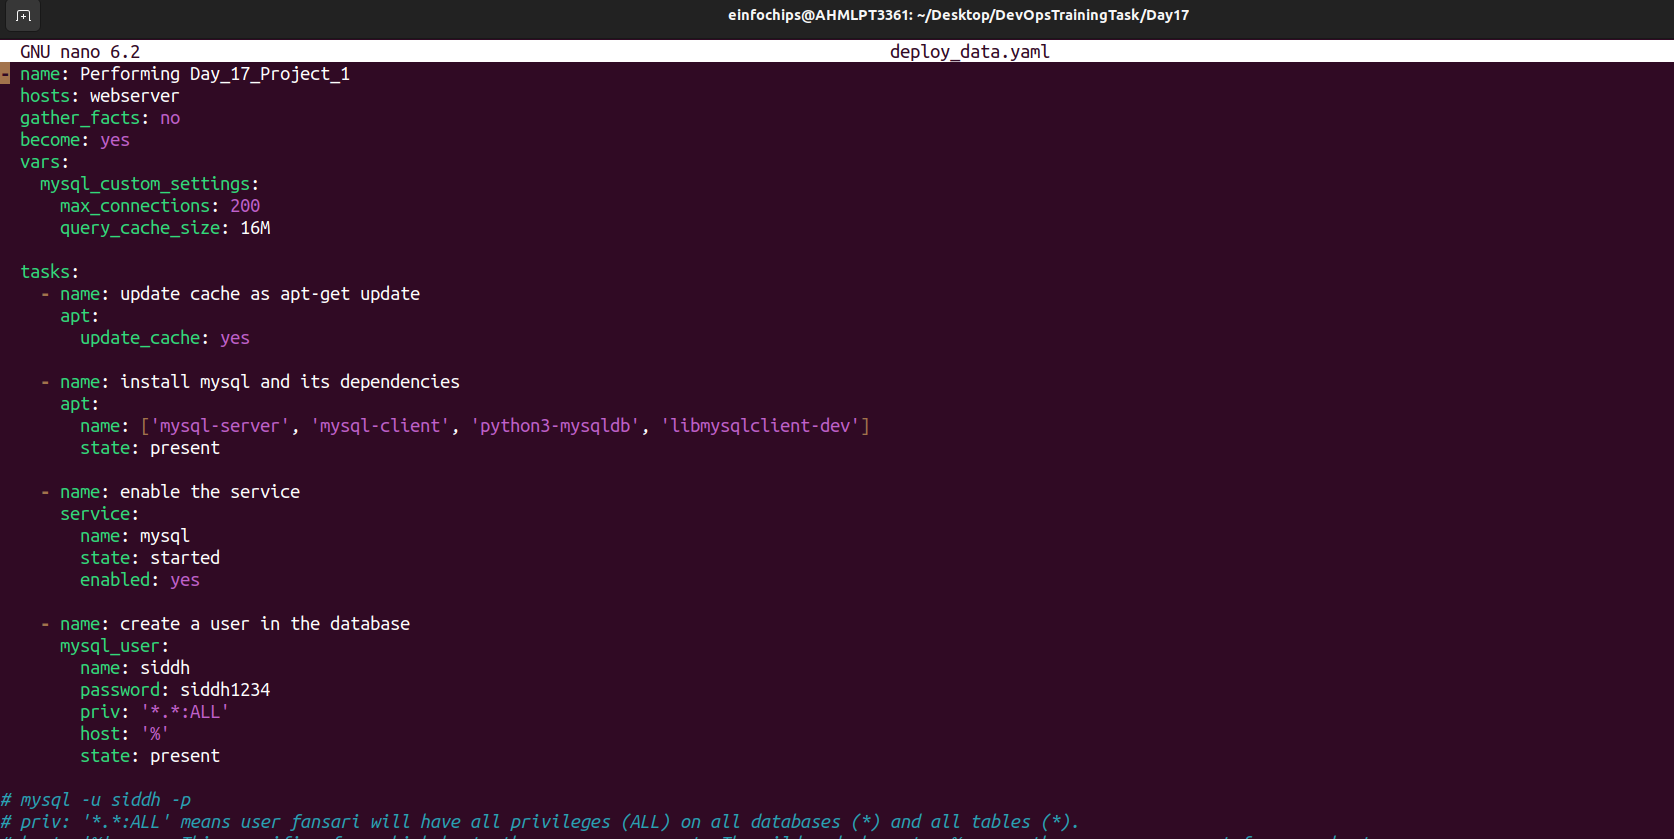 einfochips@AHMLPT3361: ~/Desktop/DevOpsTrainingTask/Day17
GNU nano 6.2 deploy_data.yaml
- name: Performing Day_17_Project_1
  hosts: webserver
  gather_facts: no
  become: yes
  vars:
    mysql_custom_settings:
      max_connections: 200
      query_cache_size: 16M
  tasks:
    - name: update cache as apt-get update
      apt:
        update_cache: yes
    - name: install mysql and its dependencies
      apt:
        name: ['mysql-server', 'mysql-client', 'python3-mysqldb', 'libmysqlclient-dev']
        state: present
    - name: enable the service
      service:
        name: mysql
        state: started
        enabled: yes
    - name: create a user in the database
      mysql_user:
        name: siddh
        password: siddh1234
        priv: '*.*:ALL'
        host: '%'
        state: present
# mysql -u siddh -p
# priv: '*.*:ALL' means user fansari will have all privileges (ALL) on all databases (*) and all tables (*).